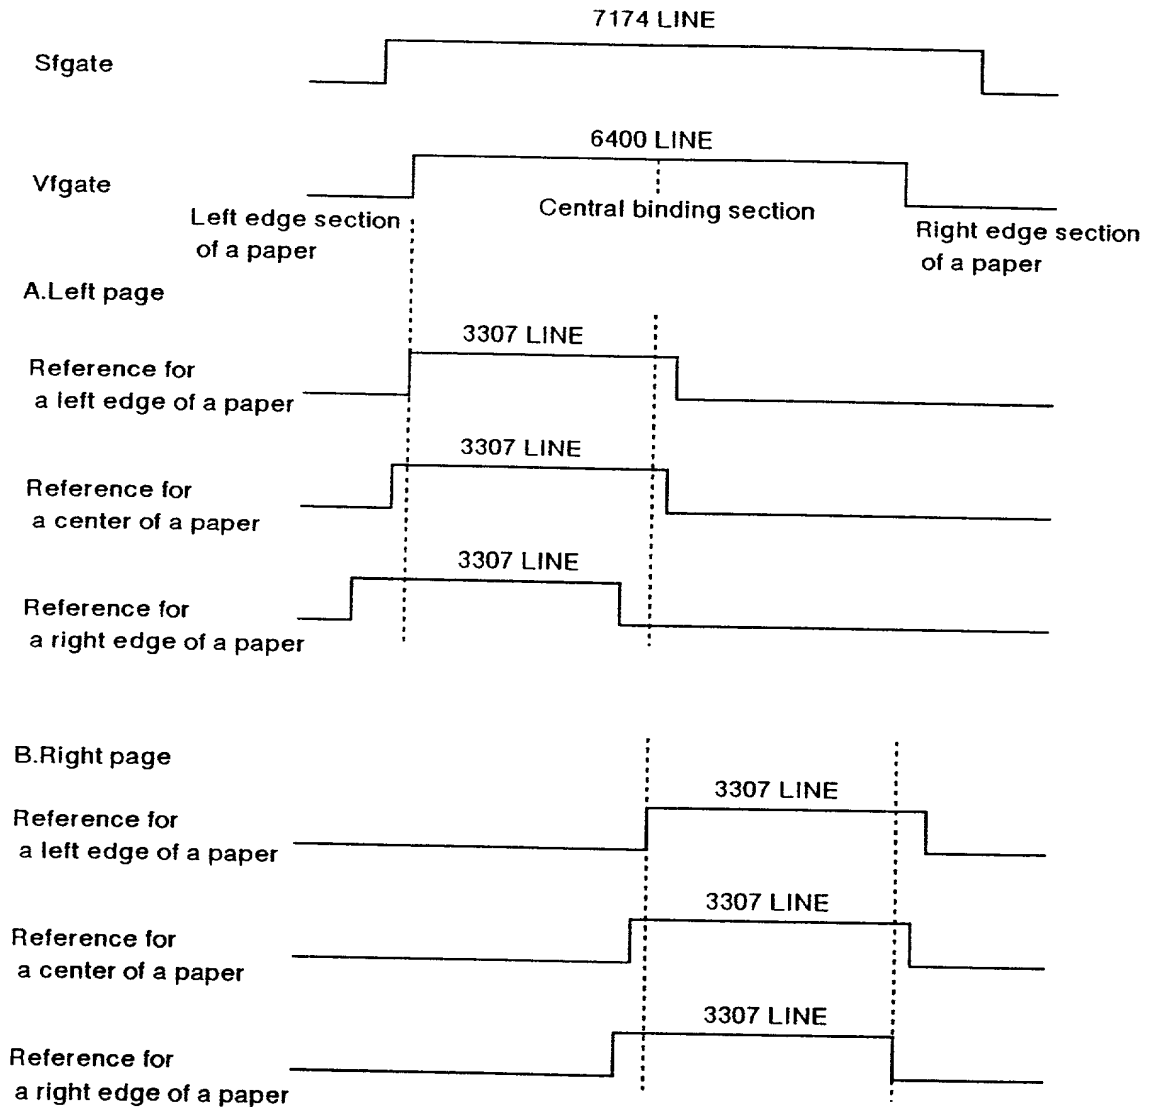 7174 LINE
Sfgate
6400 LINE
Vfgate
Left edge section
of a paper
Central binding section
Right edge section
of a paper
A.Left page
3307 LINE
Reference for
a left edge of a paper
3307 LINE
Reference for
a center of a paper
3307 LINE
Reference for
a right edge of a paper
B.Right page
3307 LINE
Reference for
a left edge of a paper
3307 LINE
Reference for
a center of a paper
3307 LINE
Reference for
a right edge of a paper